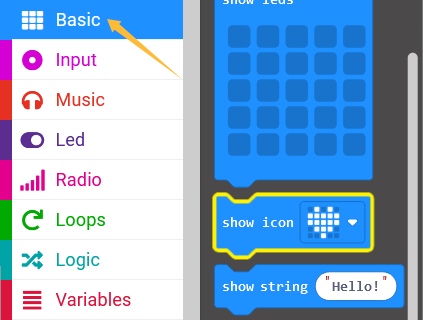 Basic
Input
Music
Led
Radio
Loops
Logic
Variables
show leds
show icon
show string "Hello!"